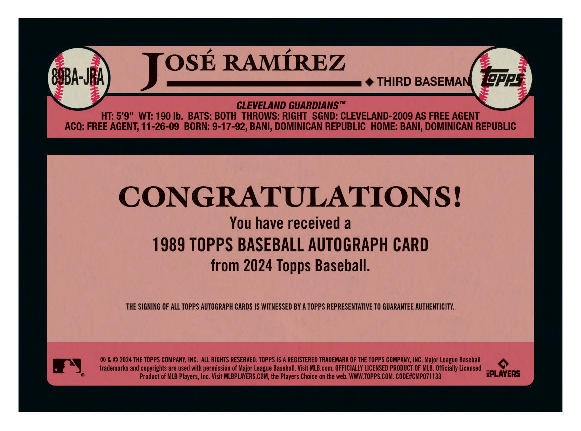 89BA-JRA
JOSÉ RAMÍREZ
◆ THIRD BASEMAN
Topps
CLEVELAND GUARDIANS™
HT: 5'9" WT: 190 lb. BATS: BOTH THROWS: RIGHT SGND: CLEVELAND-2009 AS FREE AGENT
ACQ: FREE AGENT, 11-26-09 BORN: 9-17-92, BANI, DOMINICAN REPUBLIC HOME: BANI, DOMINICAN REPUBLIC
CONGRATULATIONS!
You have received a
1989 TOPPS BASEBALL AUTOGRAPH CARD
from 2024 Topps Baseball.
THE SIGNING OF ALL TOPPS AUTOGRAPH CARDS IS WITNESSED BY A TOPPS REPRESENTATIVE TO GUARANTEE AUTHENTICITY.
® & © 2024 THE TOPPS COMPANY, INC. ALL RIGHTS RESERVED. TOPPS IS A REGISTERED TRADEMARK OF THE TOPPS COMPANY, INC. Major League Baseball
trademarks and copyrights are used with permission of Major League Baseball. Visit MLB.com. OFFICIALLY LICENSED PRODUCT OF MLB. Officially Licensed
Product of MLB Players, Inc. Visit MLBPLAYERS.COM, the Players Choice on the web. WWW.TOPPS.COM. CODE#CMP071133
MLB PLAYERS